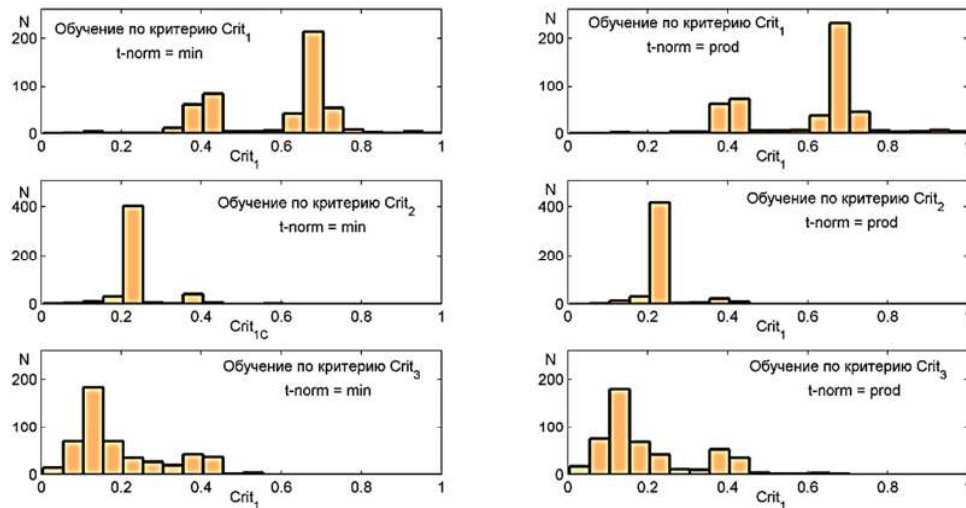 N
200
100
0
Обучение по критерию Crit1
t-norm = min
0 0.2 0.4 0.6 0.8 1
Crit1
N
200
100
0
Обучение по критерию Crit1
t-norm = prod
0 0.2 0.4 0.6 0.8 1
Crit1
N
400
200
0
Обучение по критерию Crit2
t-norm = min
0 0.2 0.4 0.6 0.8 1
Crit1C
N
400
200
0
Обучение по критерию Crit2
t-norm = prod
0 0.2 0.4 0.6 0.8 1
Crit1
N
200
100
0
Обучение по критерию Crit3
t-norm = min
0 0.2 0.4 0.6 0.8 1
Crit1
N
200
100
0
Обучение по критерию Crit3
t-norm = prod
0 0.2 0.4 0.6 0.8 1
Crit1